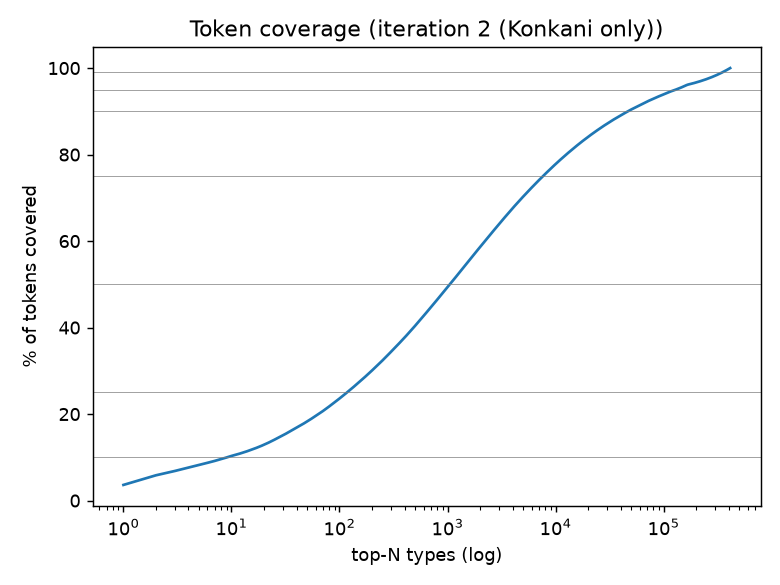 Token coverage (iteration 2 (Konkani only))
% of tokens covered
100
80
60
40
20
0
10^0 10^1 10^2 10^3 10^4 10^5
top-N types (log)